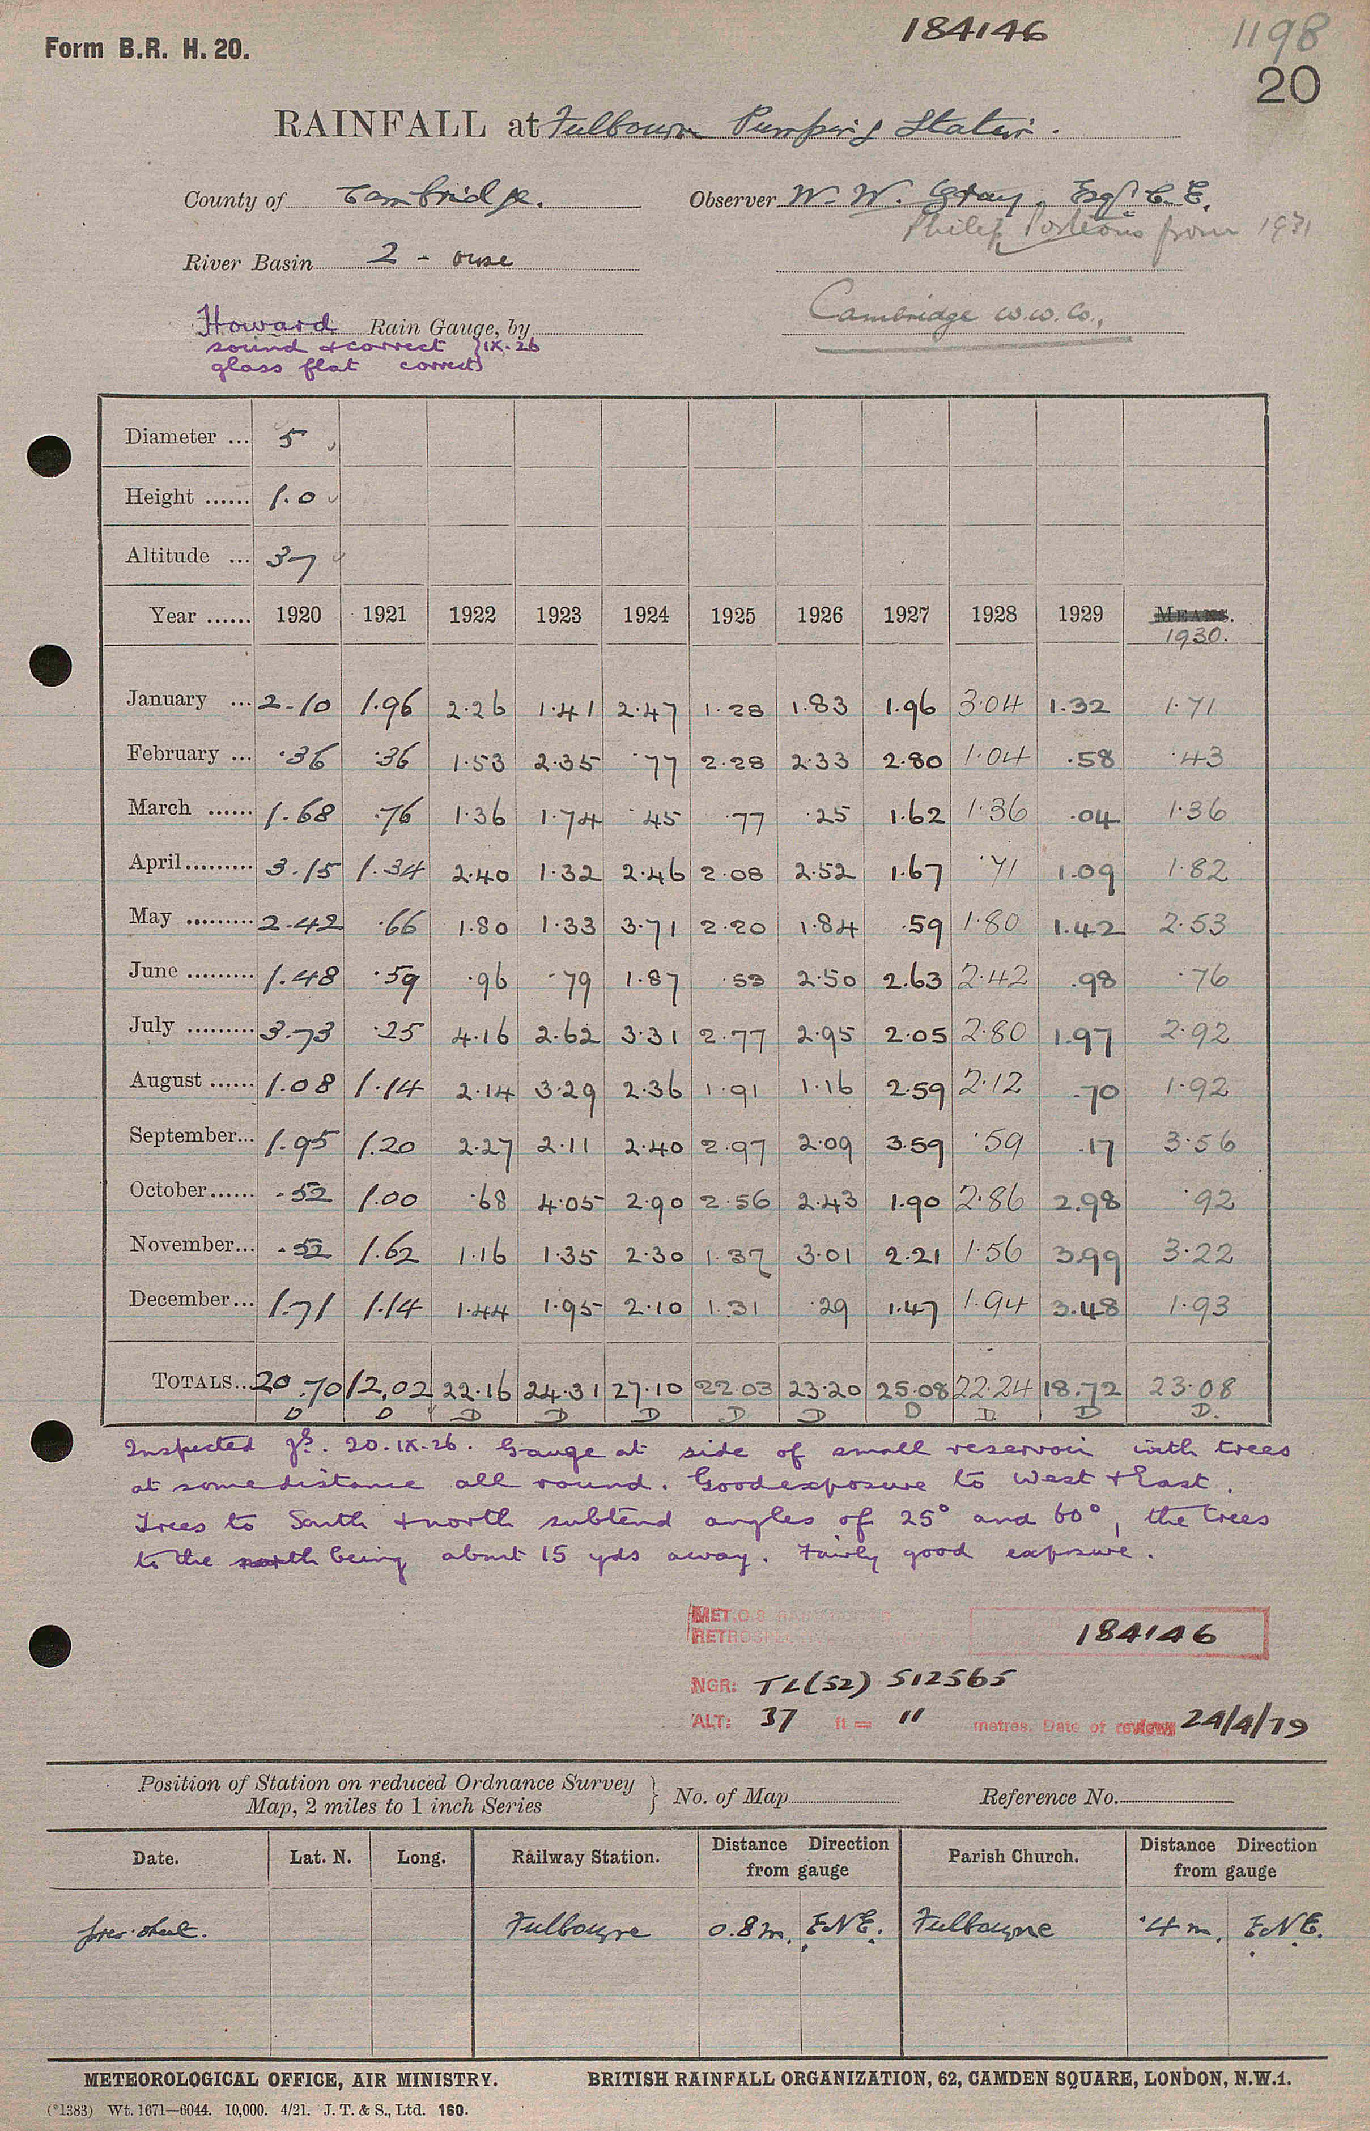 184146
1198
Form B.R. H. 20.
20
RAINFALL at Fulbourn Pumping Station.
County of Cambridge. Observer W. W. Gray. Esqr C. E.
Philip Porteous from 1931
River Basin 2 - ouse
Howard Rain Gauge, by Cambridge W.W. Co.,
sound & correct } IX.26
glass flat correct
Diameter ... 5
Height ...... 1.0
Altitude ... 37
Year ...... 1920 1921 1922 1923 1924 1925 1926 1927 1928 1929 MEANS. 1930.
January ... 2.10 1.96 2.26 1.41 2.47 1.28 1.83 1.96 3.04 1.32 1.71
February ... .36 .36 1.53 2.35 .77 2.28 2.33 2.80 1.04 .58 .43
March ...... 1.68 .76 1.36 1.74 .45 .77 .25 1.62 1.36 .04 1.36
April ......... 3.15 1.34 2.40 1.32 2.46 2.08 2.52 1.67 .71 1.09 1.82
May ......... 2.42 .66 1.80 1.33 3.71 2.20 1.84 .59 1.80 1.42 2.53
June ......... 1.48 .59 .96 .79 1.87 .53 2.50 2.63 2.42 .98 .76
July ......... 3.73 .25 4.16 2.62 3.31 2.77 2.95 2.05 2.80 1.97 2.92
August ...... 1.08 1.14 2.14 3.29 2.36 1.91 1.16 2.59 2.12 .70 1.92
September... 1.95 1.20 2.27 2.11 2.40 2.97 2.09 3.59 .59 .17 3.56
October...... .52 1.00 .68 4.05 2.90 2.56 2.43 1.90 2.86 2.98 .92
November... .52 1.62 1.16 1.35 2.30 1.37 3.01 2.21 1.56 3.99 3.22
December... 1.71 1.14 1.44 1.95 2.10 1.31 .29 1.47 1.94 3.48 1.93
TOTALS... 20.70 12.02 22.16 24.31 27.10 22.03 23.20 25.08 22.24 18.72 23.08
D D D D D D D D D D D.
Inspected 20.IX.26. Gauge at side of small reservoir with trees
at some distance all round. Good exposure to West & East.
Trees to South & north subtend angles of 25° and 60°, the trees
to the north being about 15 yds away. Fairly good exposure.
MET.O.8
184146
NGR: TL(52) 512565
ALT: 37 ft = 11 metres. Date of review 24/4/79
Position of Station on reduced Ordnance Survey Map, 2 miles to 1 inch Series } No. of Map Reference No.
Date. Lat. N. Long. Railway Station. Distance Direction from gauge Parish Church. Distance Direction from gauge
prev. sheet. Fulbourne 0.8 m. E.N.E. Fulbourne .4 m. E.N.E.
METEOROLOGICAL OFFICE, AIR MINISTRY. BRITISH RAINFALL ORGANIZATION, 62, CAMDEN SQUARE, LONDON, N.W.1.
(*1383) Wt. 1671—6044. 10,000. 4/21. J. T. & S., Ltd. 160.